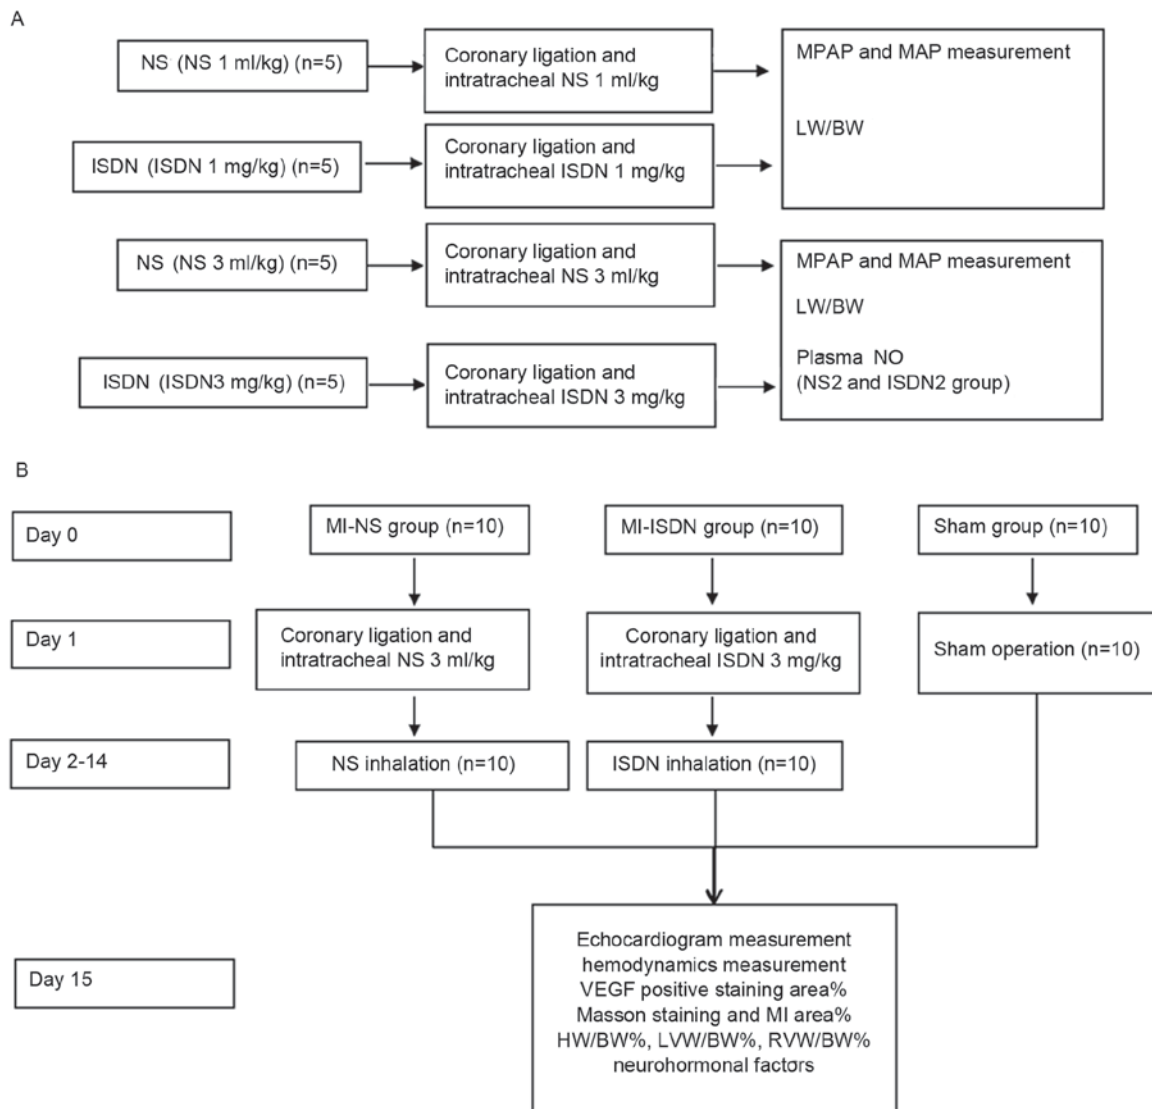 A
NS (NS 1 ml/kg) (n=5)
Coronary ligation and
intratracheal NS 1 ml/kg
MPAP and MAP measurement
LW/BW
ISDN (ISDN 1 mg/kg) (n=5)
Coronary ligation and
intratracheal ISDN 1 mg/kg
NS (NS 3 ml/kg) (n=5)
Coronary ligation and
intratracheal NS 3 ml/kg
MPAP and MAP measurement
LW/BW
Plasma NO
(NS2 and ISDN2 group)
ISDN (ISDN3 mg/kg) (n=5)
Coronary ligation and
intratracheal ISDN 3 mg/kg
B
Day 0
MI-NS group (n=10)
MI-ISDN group (n=10)
Sham group (n=10)
Day 1
Coronary ligation and
intratracheal NS 3 ml/kg
Coronary ligation and
intratracheal ISDN 3 mg/kg
Sham operation (n=10)
Day 2-14
NS inhalation (n=10)
ISDN inhalation (n=10)
Day 15
Echocardiogram measurement
hemodynamics measurement
VEGF positive staining area%
Masson staining and MI area%
HW/BW%, LVW/BW%, RVW/BW%
neurohormonal factors